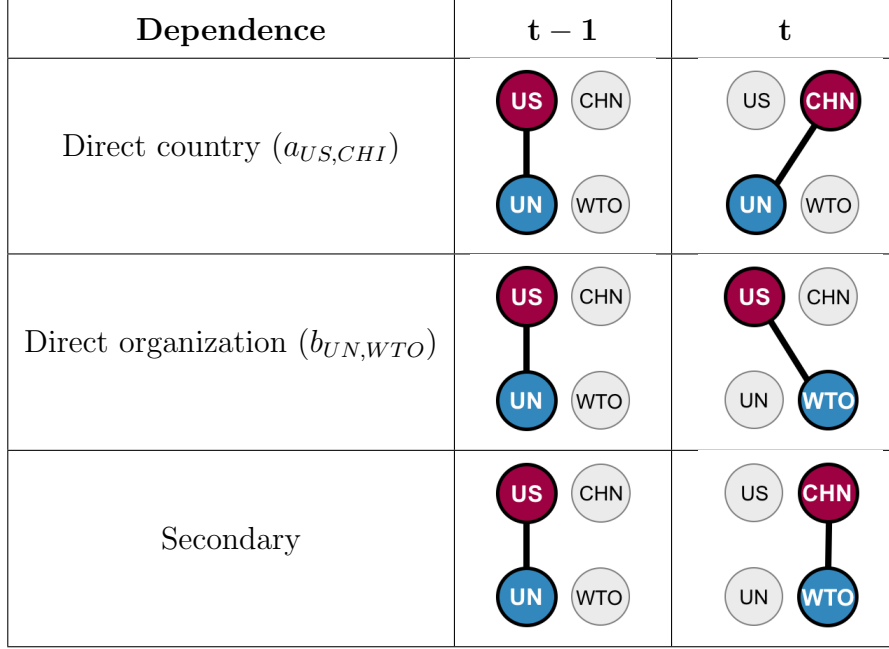 Dependence t − 1 t
US CHN US CHN
Direct country (a_{US,CHI})
UN WTO UN WTO
US CHN US CHN
Direct organization (b_{UN,WTO})
UN WTO UN WTO
US CHN US CHN
Secondary
UN WTO UN WTO